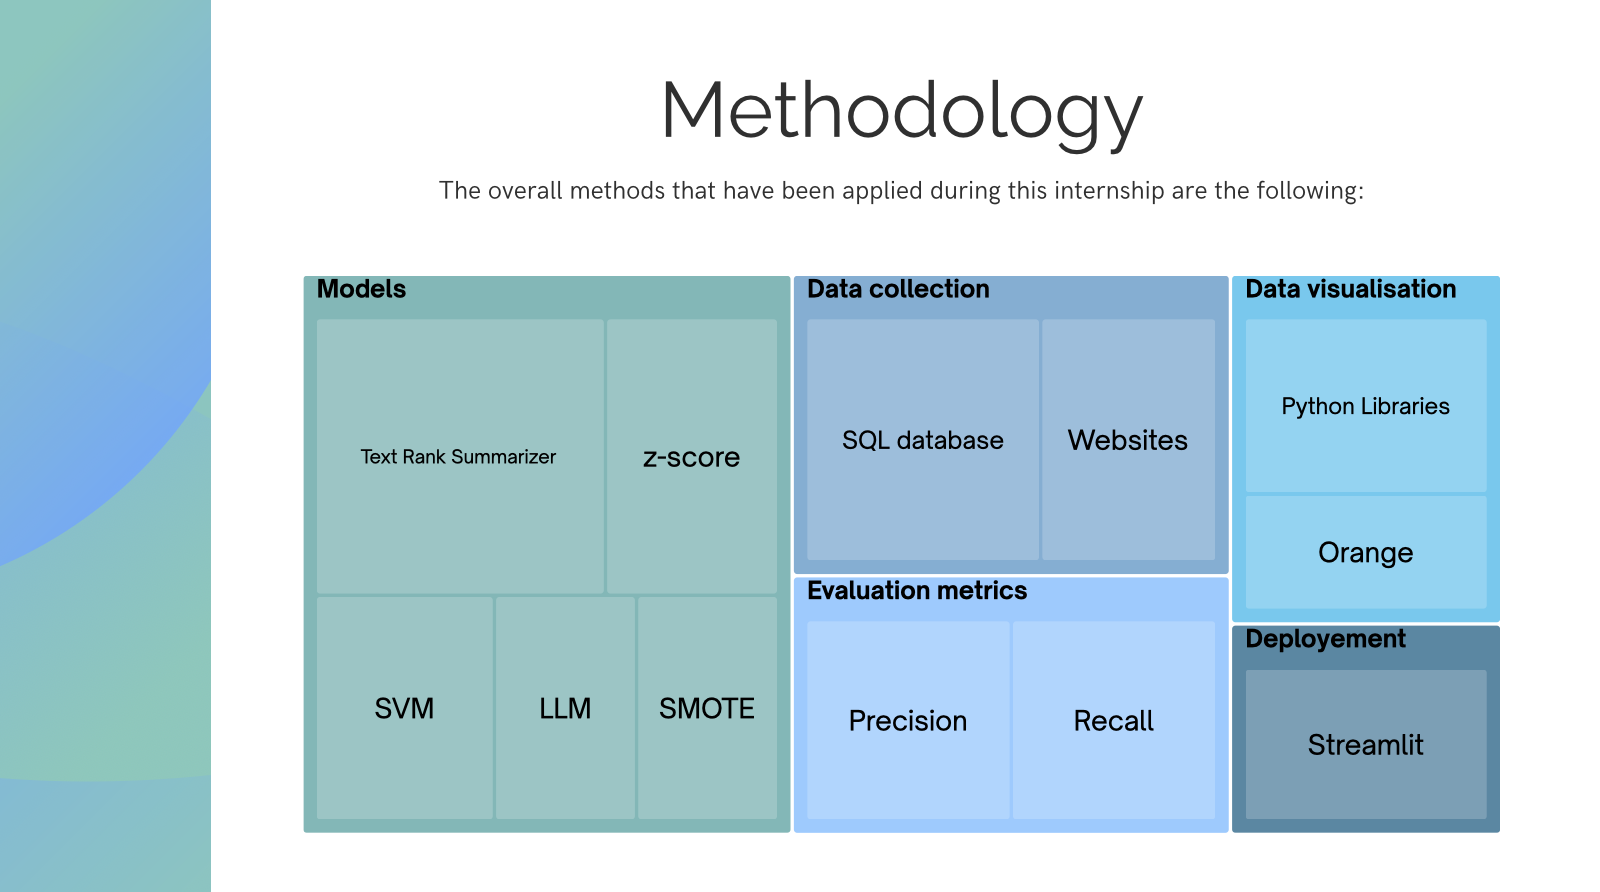 Methodology
The overall methods that have been applied during this internship are the following:
Models
Text Rank Summarizer
z-score
SVM
LLM
SMOTE
Data collection
SQL database
Websites
Evaluation metrics
Precision
Recall
Data visualisation
Python Libraries
Orange
Deployement
Streamlit